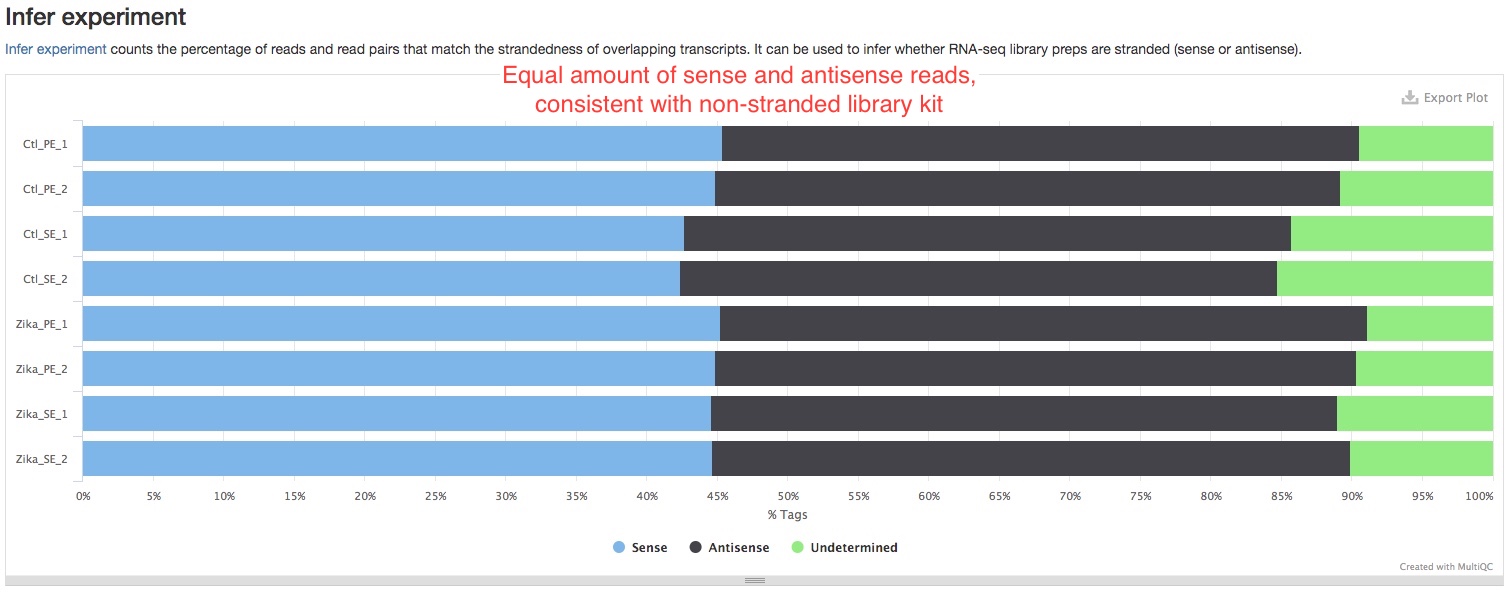 Infer experiment
Infer experiment counts the percentage of reads and read pairs that match the strandedness of overlapping transcripts. It can be used to infer whether RNA-seq library preps are stranded (sense or antisense).
Equal amount of sense and antisense reads,
consistent with non-stranded library kit
Export Plot
Ctl_PE_1
Ctl_PE_2
Ctl_SE_1
Ctl_SE_2
Zika_PE_1
Zika_PE_2
Zika_SE_1
Zika_SE_2
0% 5% 10% 15% 20% 25% 30% 35% 40% 45% 50% 55% 60% 65% 70% 75% 80% 85% 90% 95% 100%
% Tags
Sense Antisense Undetermined
Created with MultiQC